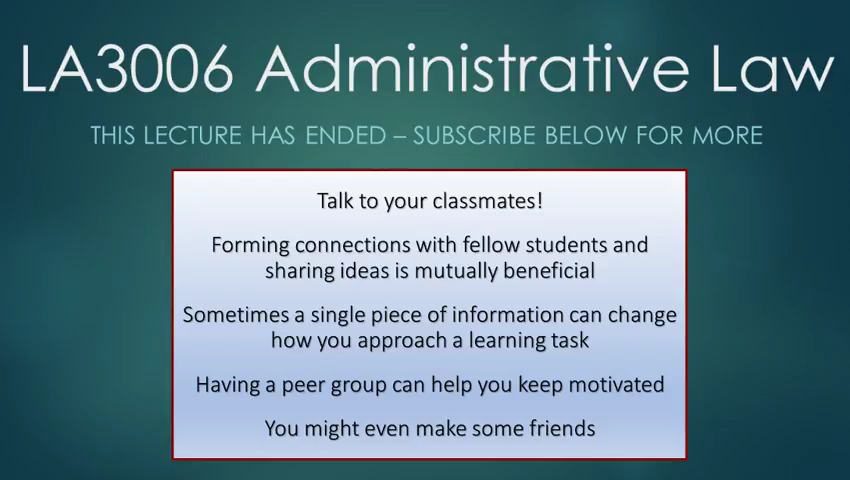 LA3006 Administrative Law
THIS LECTURE HAS ENDED – SUBSCRIBE BELOW FOR MORE
Talk to your classmates!
Forming connections with fellow students and
sharing ideas is mutually beneficial
Sometimes a single piece of information can change
how you approach a learning task
Having a peer group can help you keep motivated
You might even make some friends